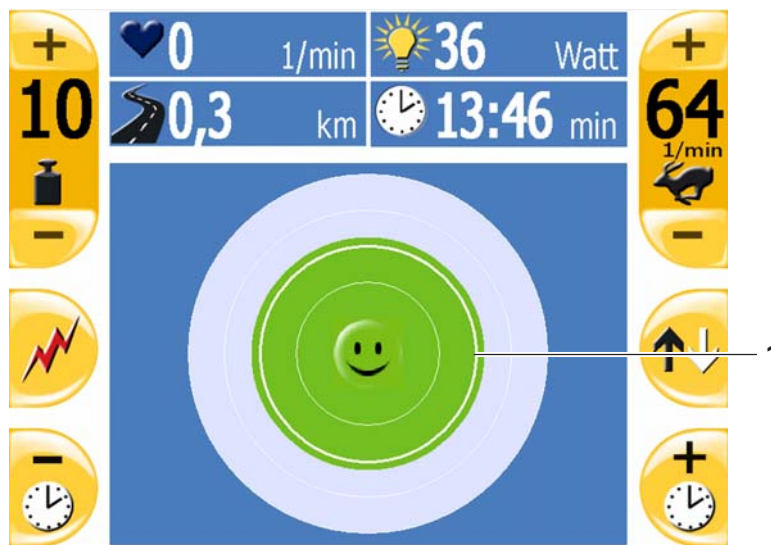 + 0 1/min 36 Watt +
10 0,3 km 13:46 min 64
1/min
− −
1
− +